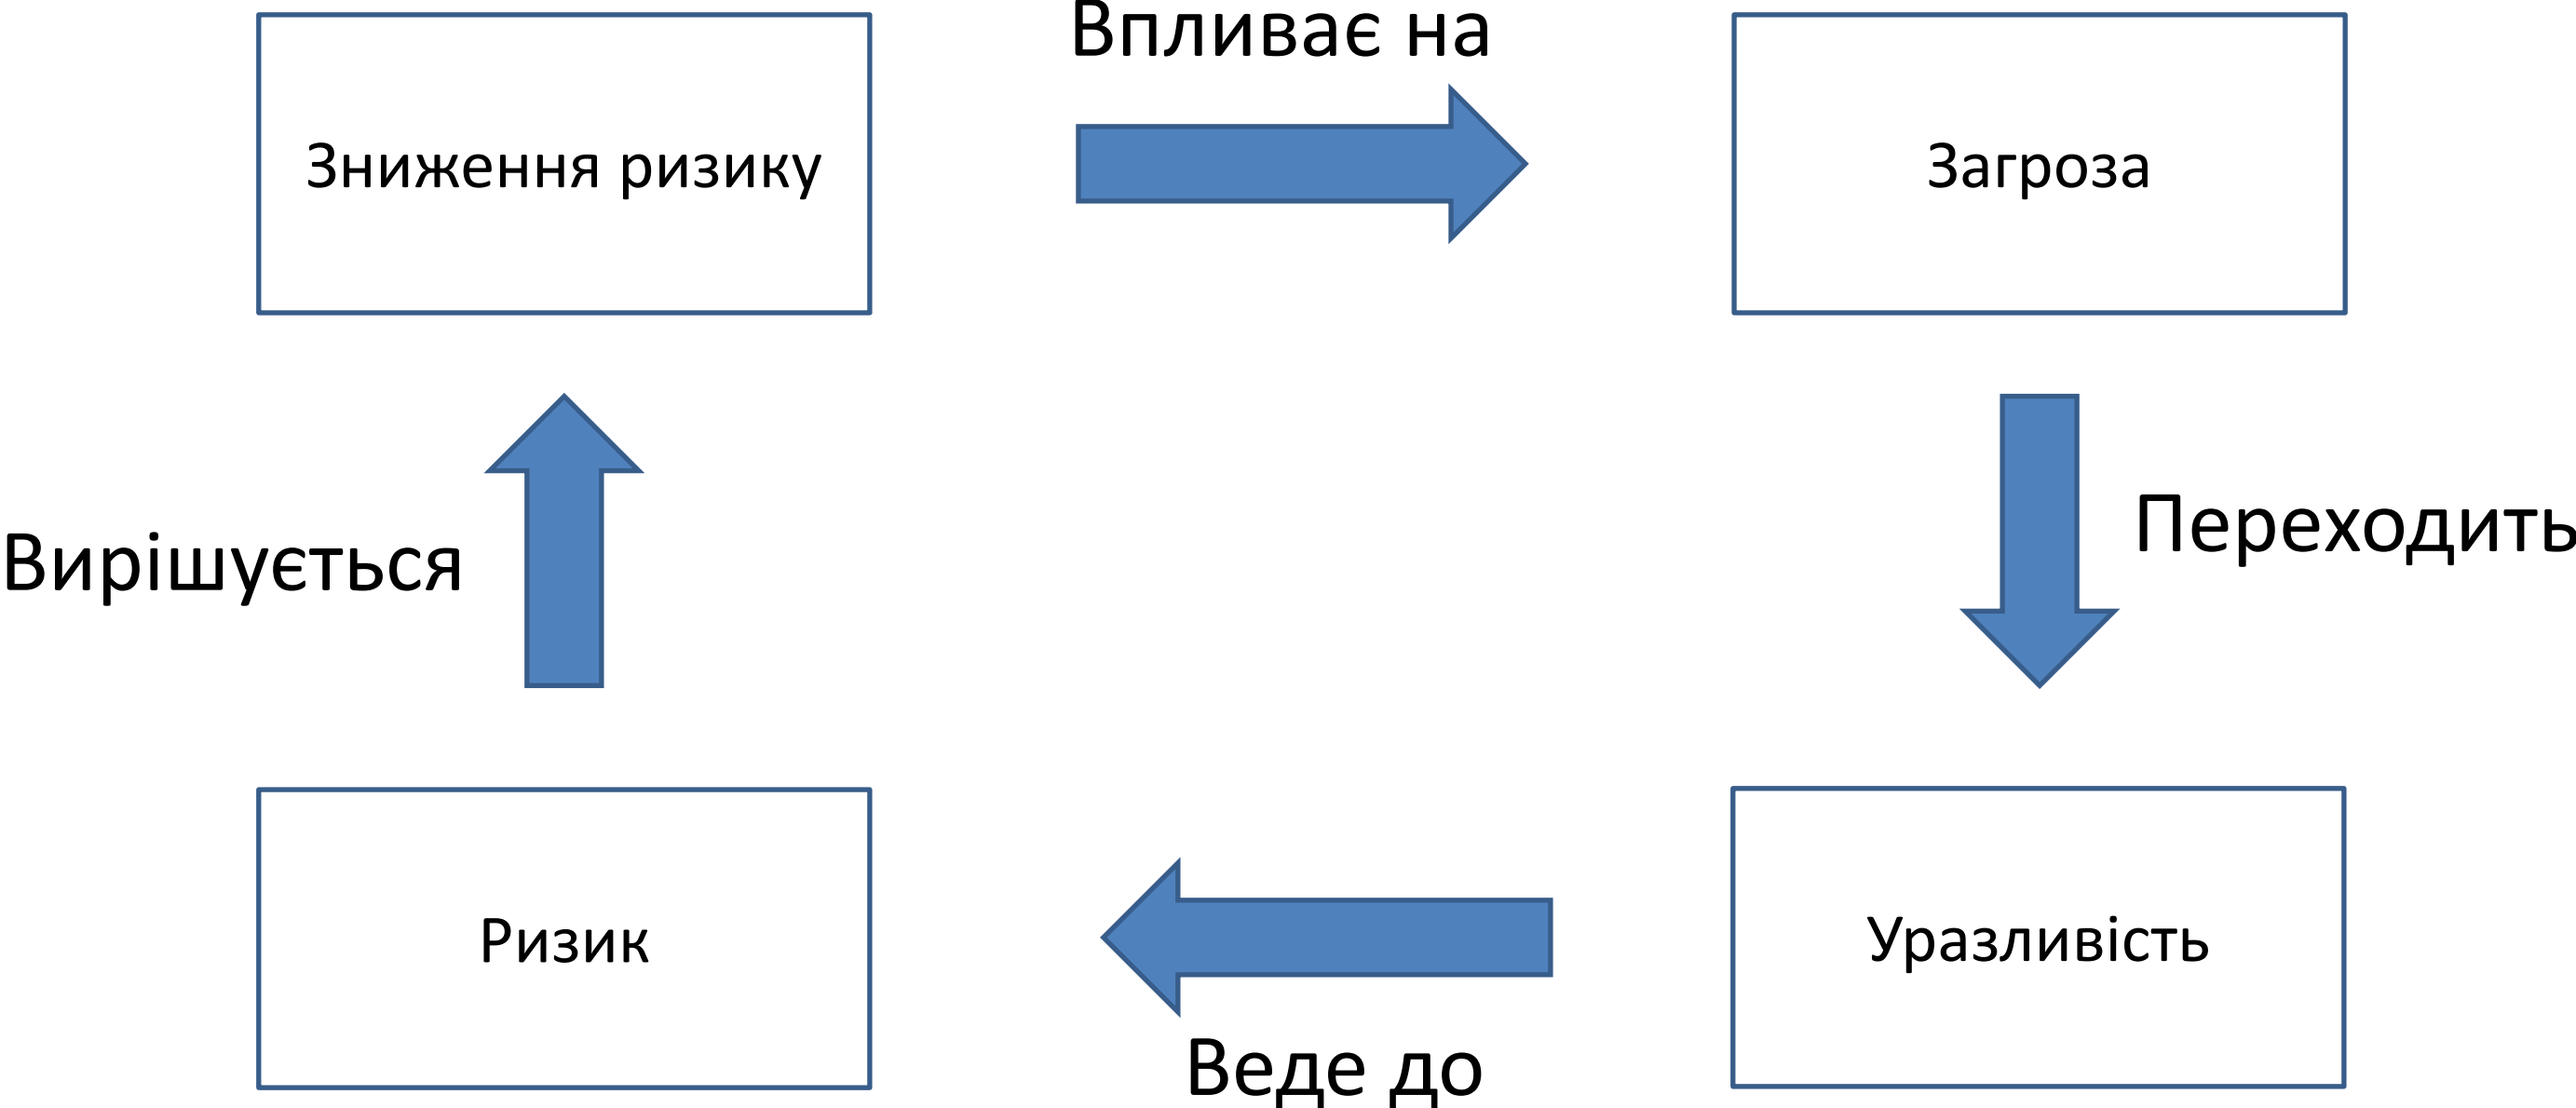 Впливає на
Зниження ризику
Загроза
Вирішується
Переходить
Ризик
Уразливість
Веде до